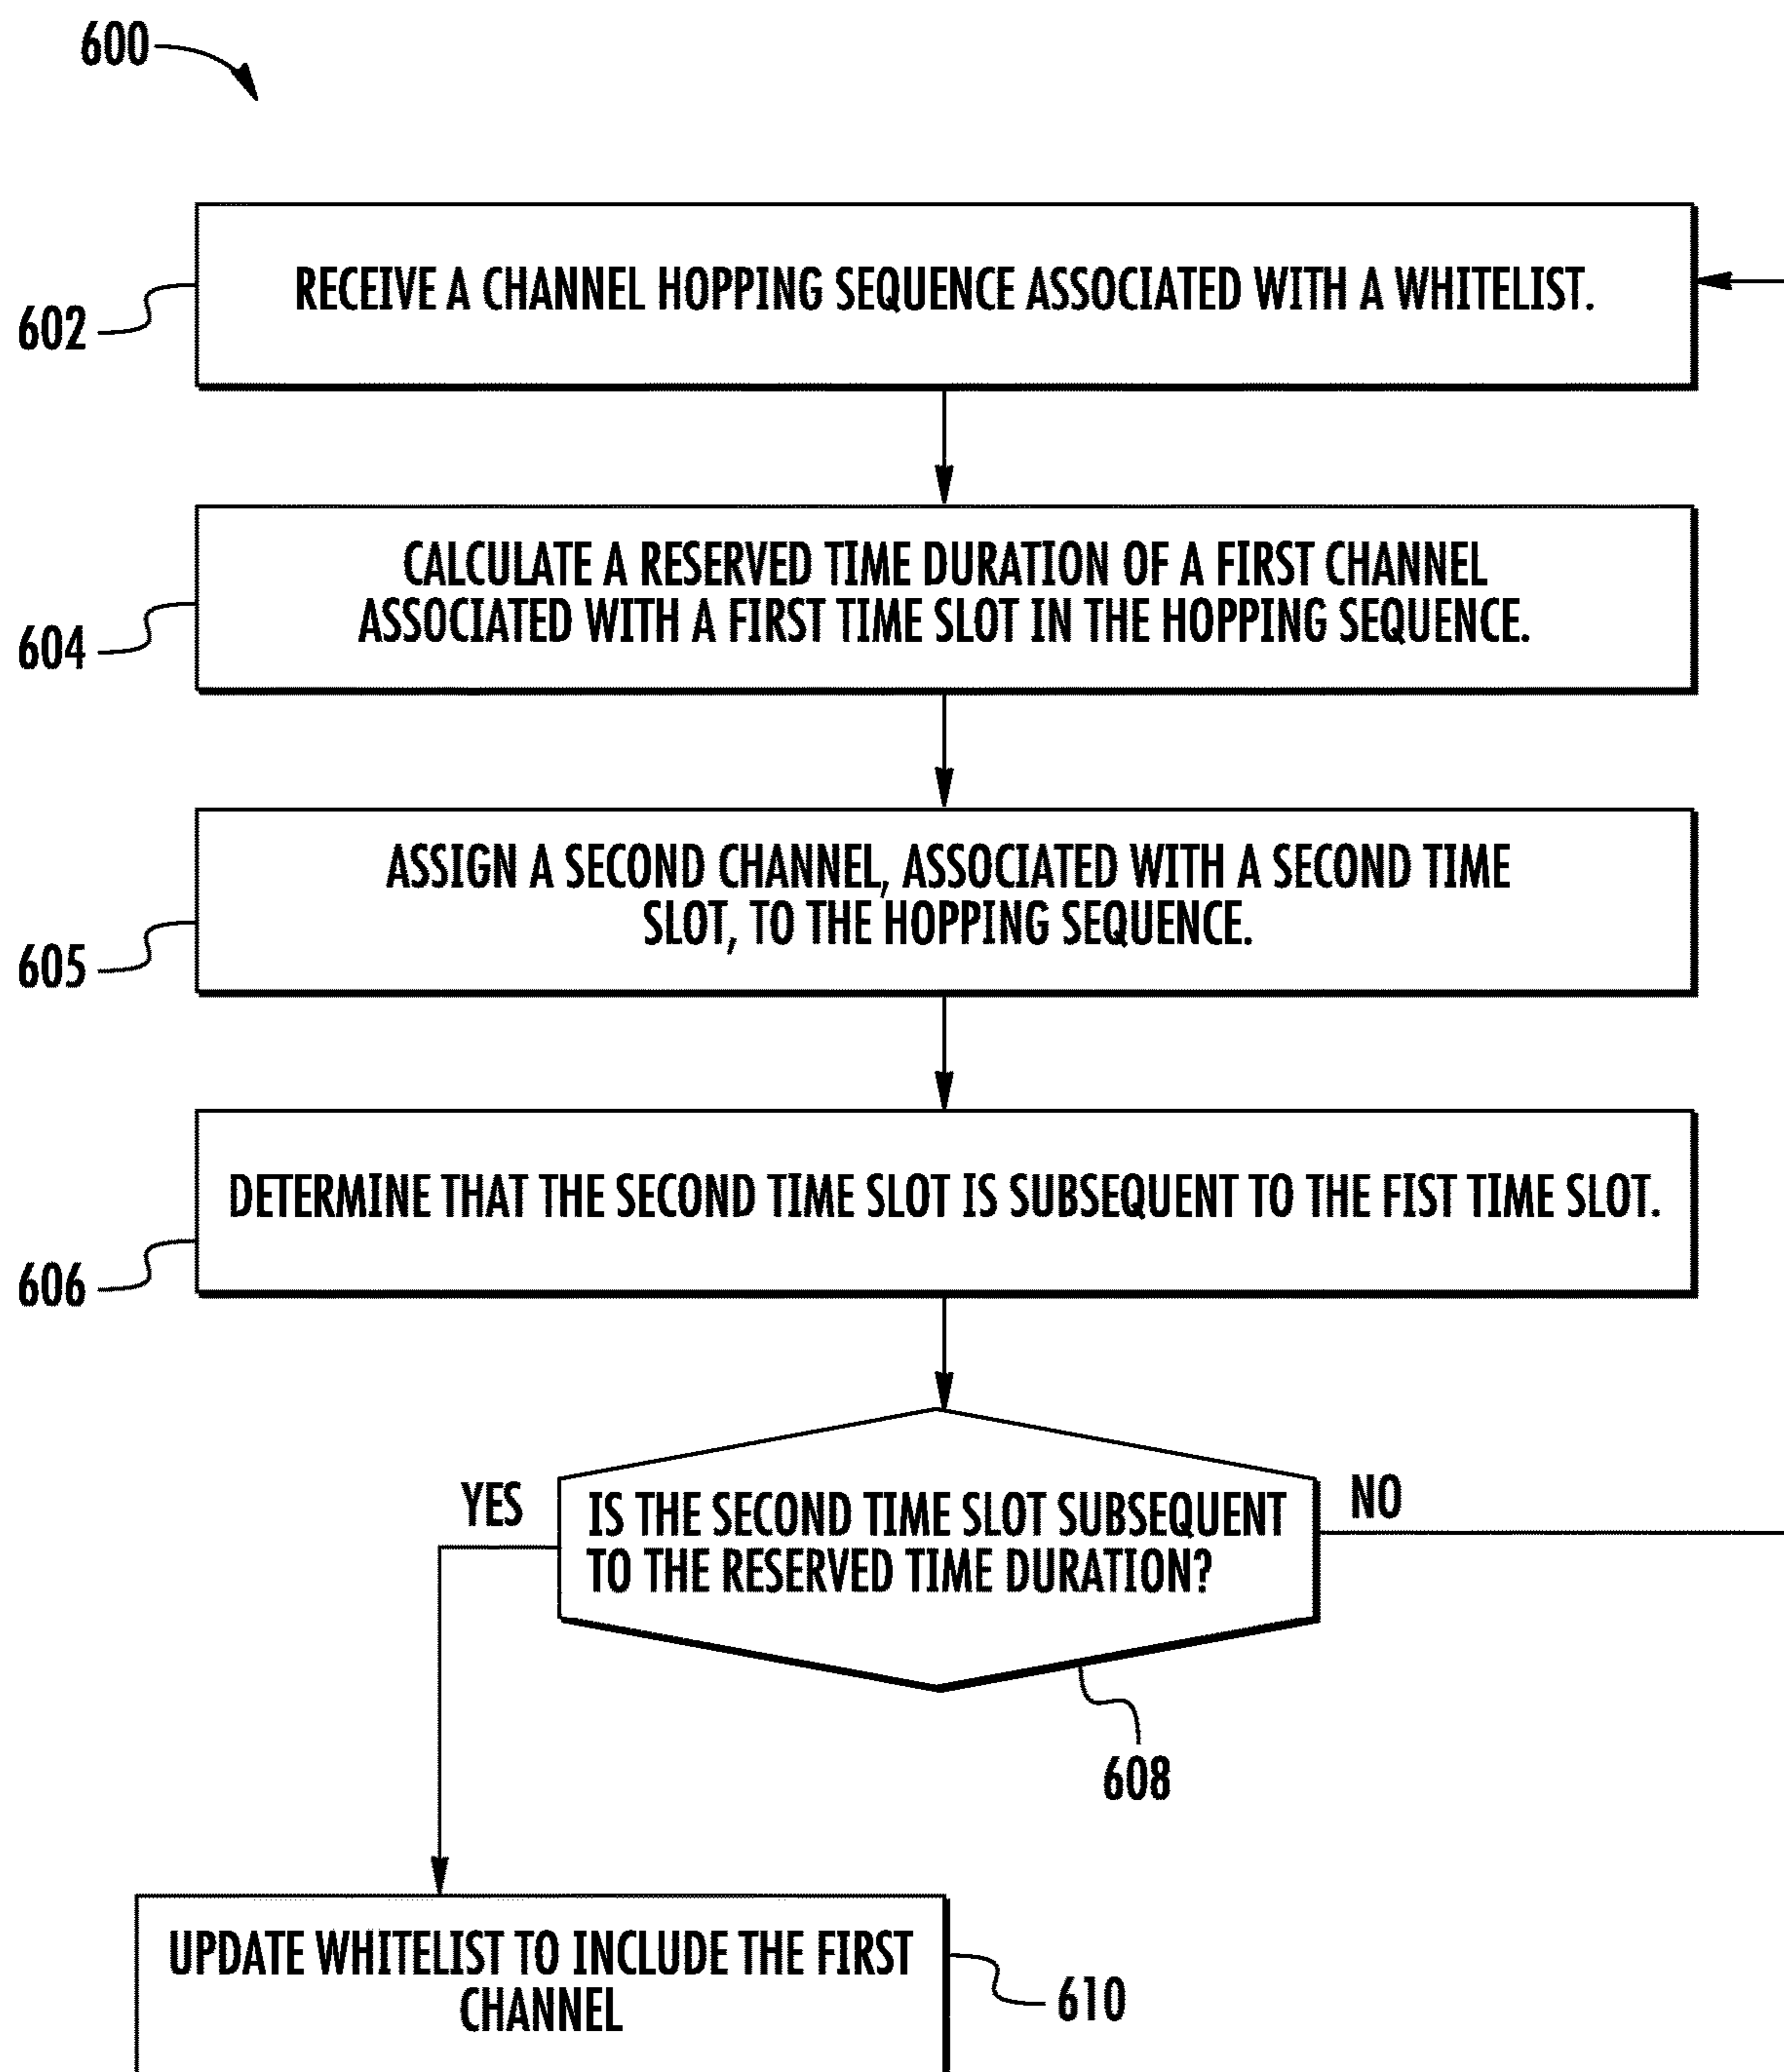 600
RECEIVE A CHANNEL HOPPING SEQUENCE ASSOCIATED WITH A WHITELIST.
602
CALCULATE A RESERVED TIME DURATION OF A FIRST CHANNEL
ASSOCIATED WITH A FIRST TIME SLOT IN THE HOPPING SEQUENCE.
604
ASSIGN A SECOND CHANNEL, ASSOCIATED WITH A SECOND TIME
SLOT, TO THE HOPPING SEQUENCE.
605
DETERMINE THAT THE SECOND TIME SLOT IS SUBSEQUENT TO THE FIST TIME SLOT.
606
YES
IS THE SECOND TIME SLOT SUBSEQUENT
TO THE RESERVED TIME DURATION?
NO
608
UPDATE WHITELIST TO INCLUDE THE FIRST
CHANNEL
610